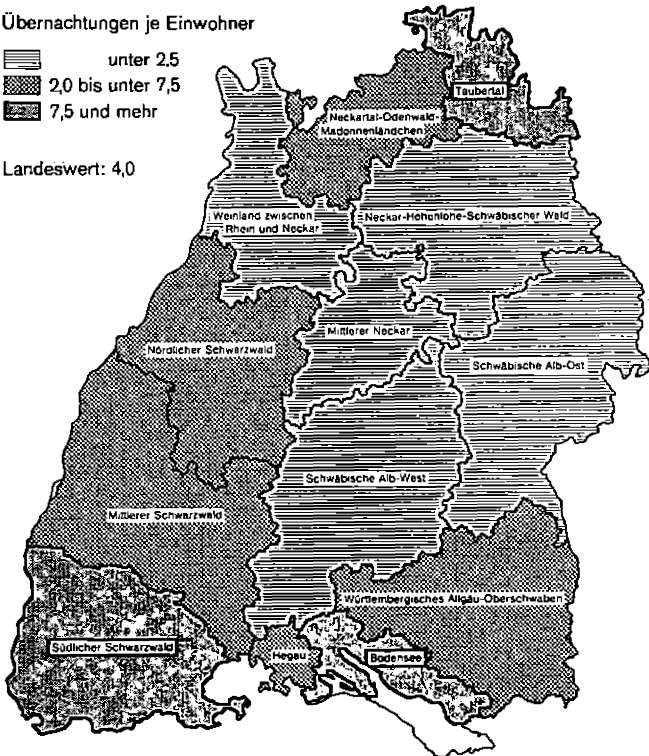 Übernachtungen je Einwohner
unter 2,5
2,0 bis unter 7,5
7,5 und mehr
Landeswert: 4,0
Taubertal
Neckartal-Odenwald-
Madonnenländchen
Weinland zwischen
Rhein und Neckar
Neckar-Hohenlohe-Schwäbischer Wald
Mittlerer Neckar
Nördlicher Schwarzwald
Schwäbische Alb-Ost
Schwäbische Alb-West
Mittlerer Schwarzwald
Württembergisches Allgäu-Oberschwaben
Südlicher Schwarzwald
Hegau
Bodensee